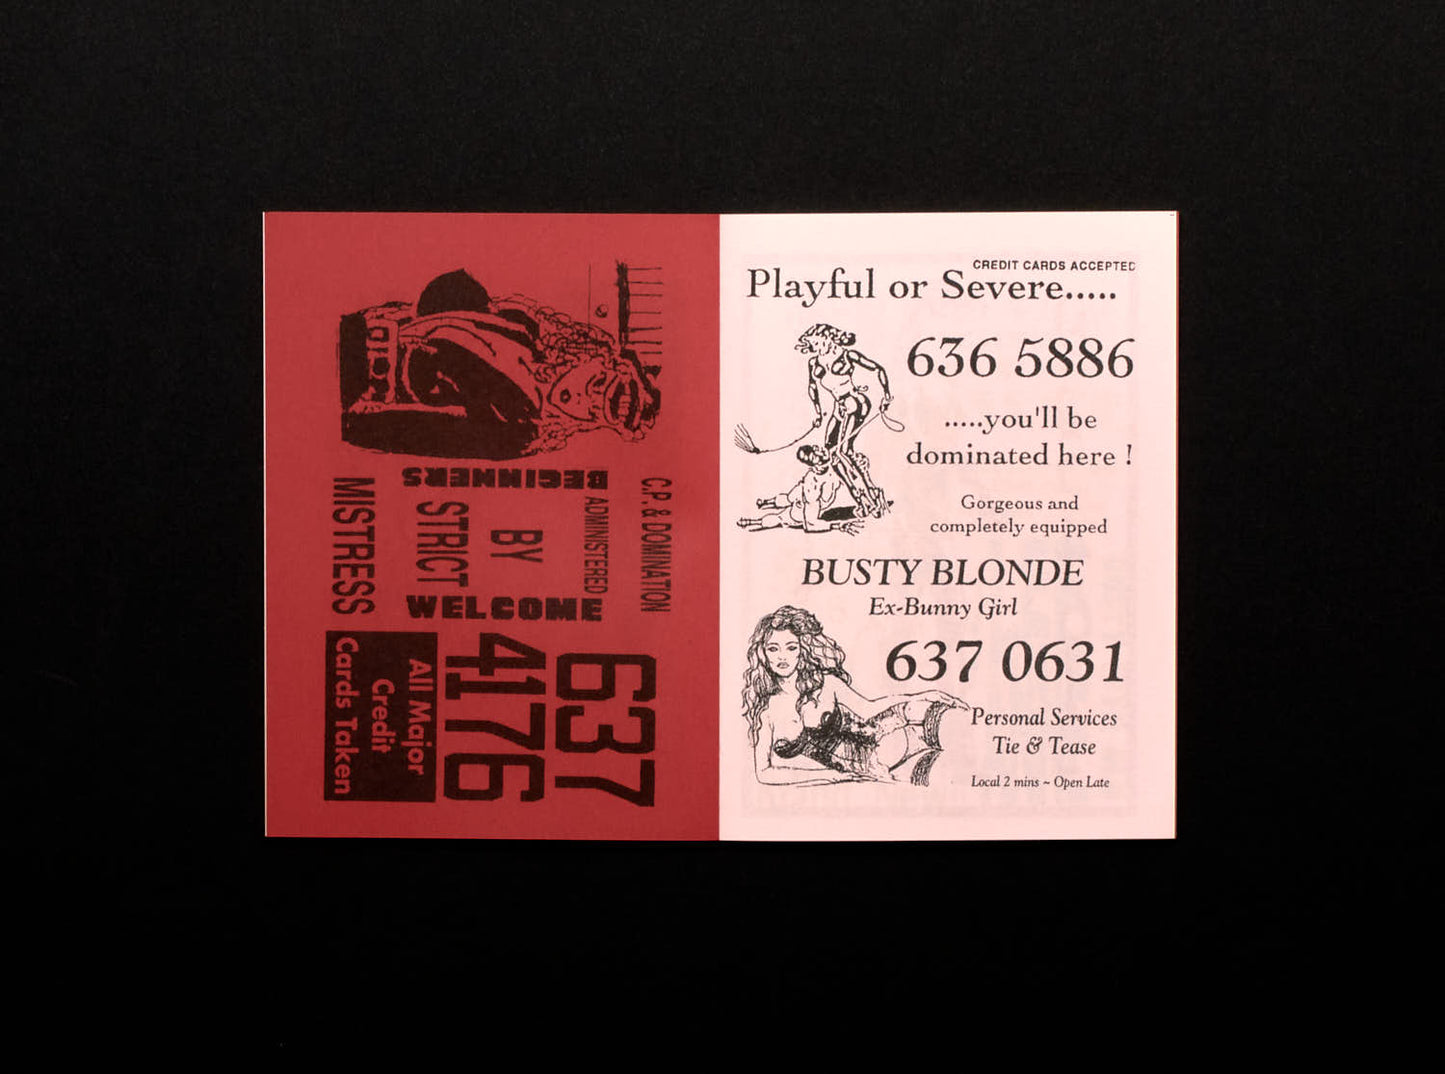 C.P. & DOMINATION
ADMINISTERED
BY
STRICT
MISTRESS
BEGINNERS
WELCOME
637
4176
All Major
Credit
Cards Taken
CREDIT CARDS ACCEPTED
Playful or Severe.....
636 5886
.....you'll be
dominated here !
Gorgeous and
completely equipped
BUSTY BLONDE
Ex-Bunny Girl
637 0631
Personal Services
Tie & Tease
Local 2 mins ~ Open Late